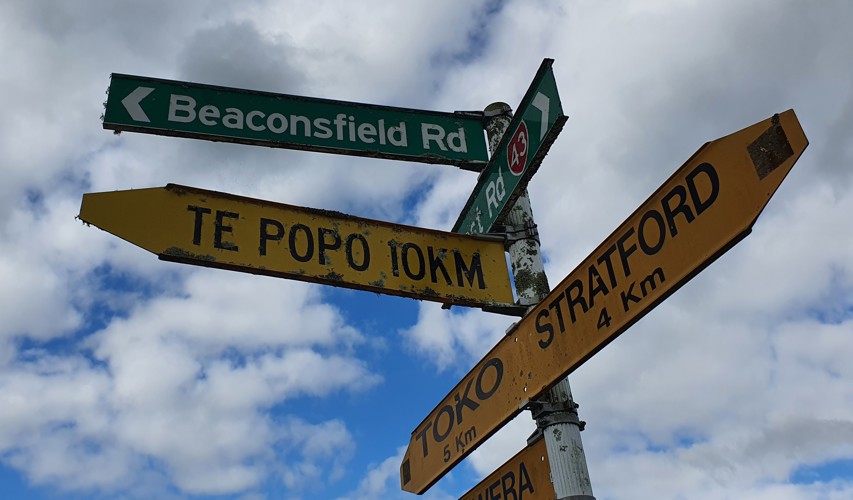 Beaconsfield Rd
43
Rd
TE POPO 10KM
STRATFORD
4 Km
TOKO
5 Km